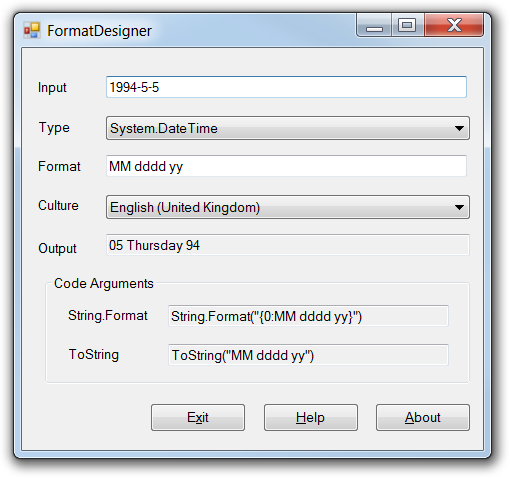 FormatDesigner
Input 1994-5-5
Type System.DateTime
Format MM dddd yy
Culture English (United Kingdom)
Output 05 Thursday 94
Code Arguments
String.Format String.Format("{0:MM dddd yy}")
ToString ToString("MM dddd yy")
Exit Help About